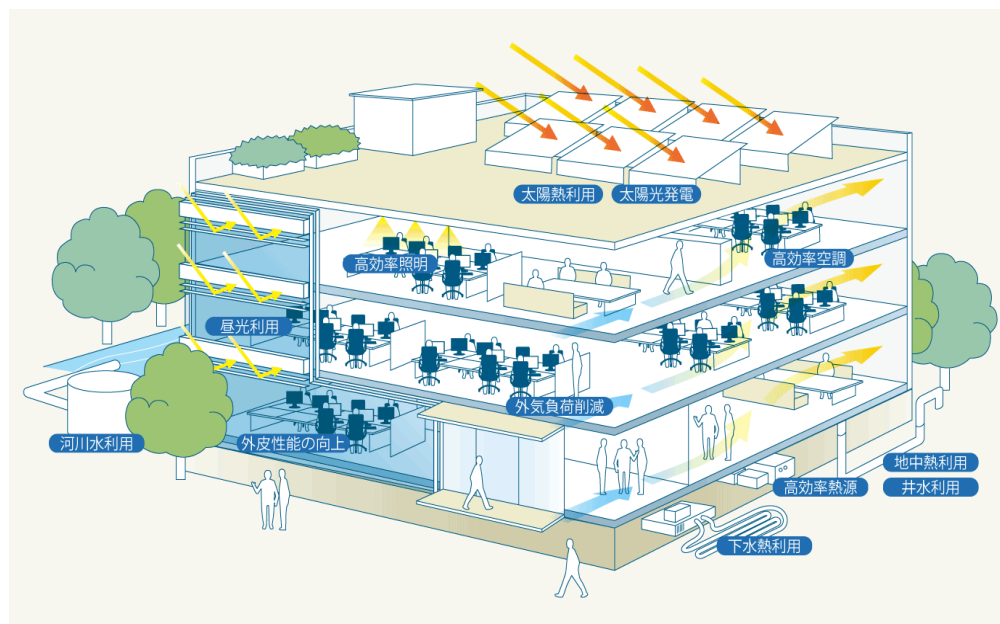 太陽熱利用
太陽光発電
高効率照明
高効率空調
昼光利用
外気負荷削減
河川水利用
外皮性能の向上
地中熱利用
高効率熱源
井水利用
下水熱利用